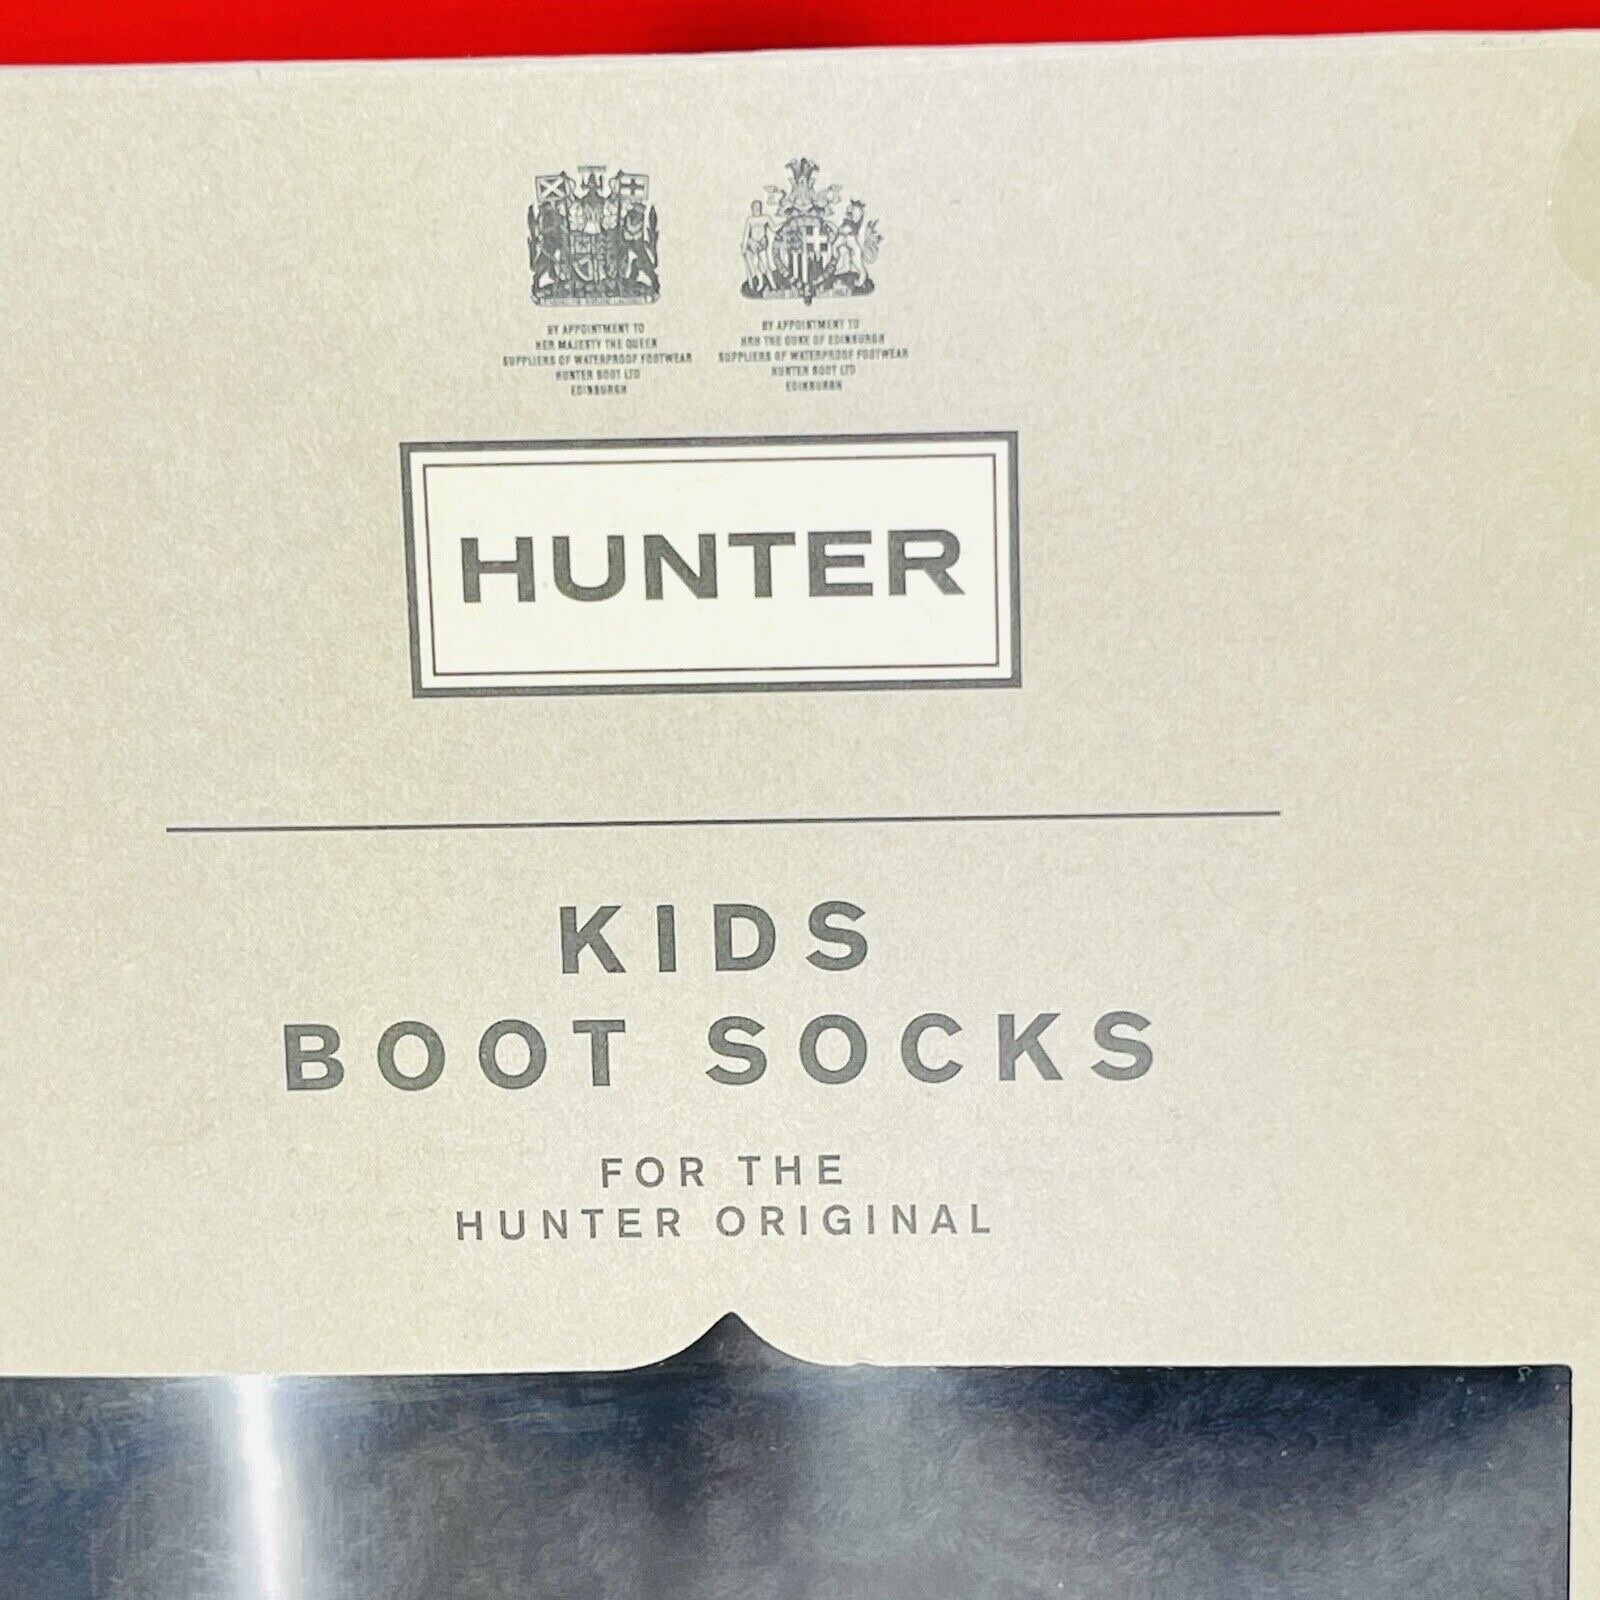 BY APPOINTMENT TO
HER MAJESTY THE QUEEN
SUPPLIERS OF WATERPROOF FOOTWEAR
HUNTER BOOT LTD
EDINBURGH
BY APPOINTMENT TO
HRH THE DUKE OF EDINBURGH
SUPPLIERS OF WATERPROOF FOOTWEAR
HUNTER BOOT LTD
EDINBURGH
HUNTER
KIDS
BOOT SOCKS
FOR THE
HUNTER ORIGINAL